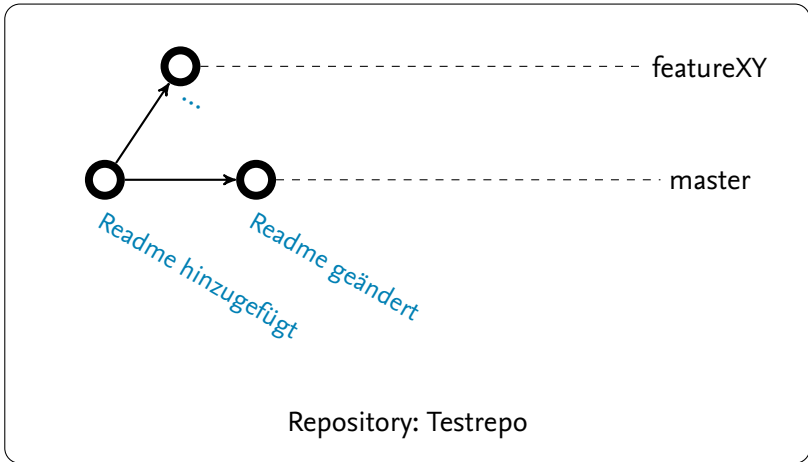 featureXY
...
master
Readme hinzugefügt
Readme geändert
Repository: Testrepo